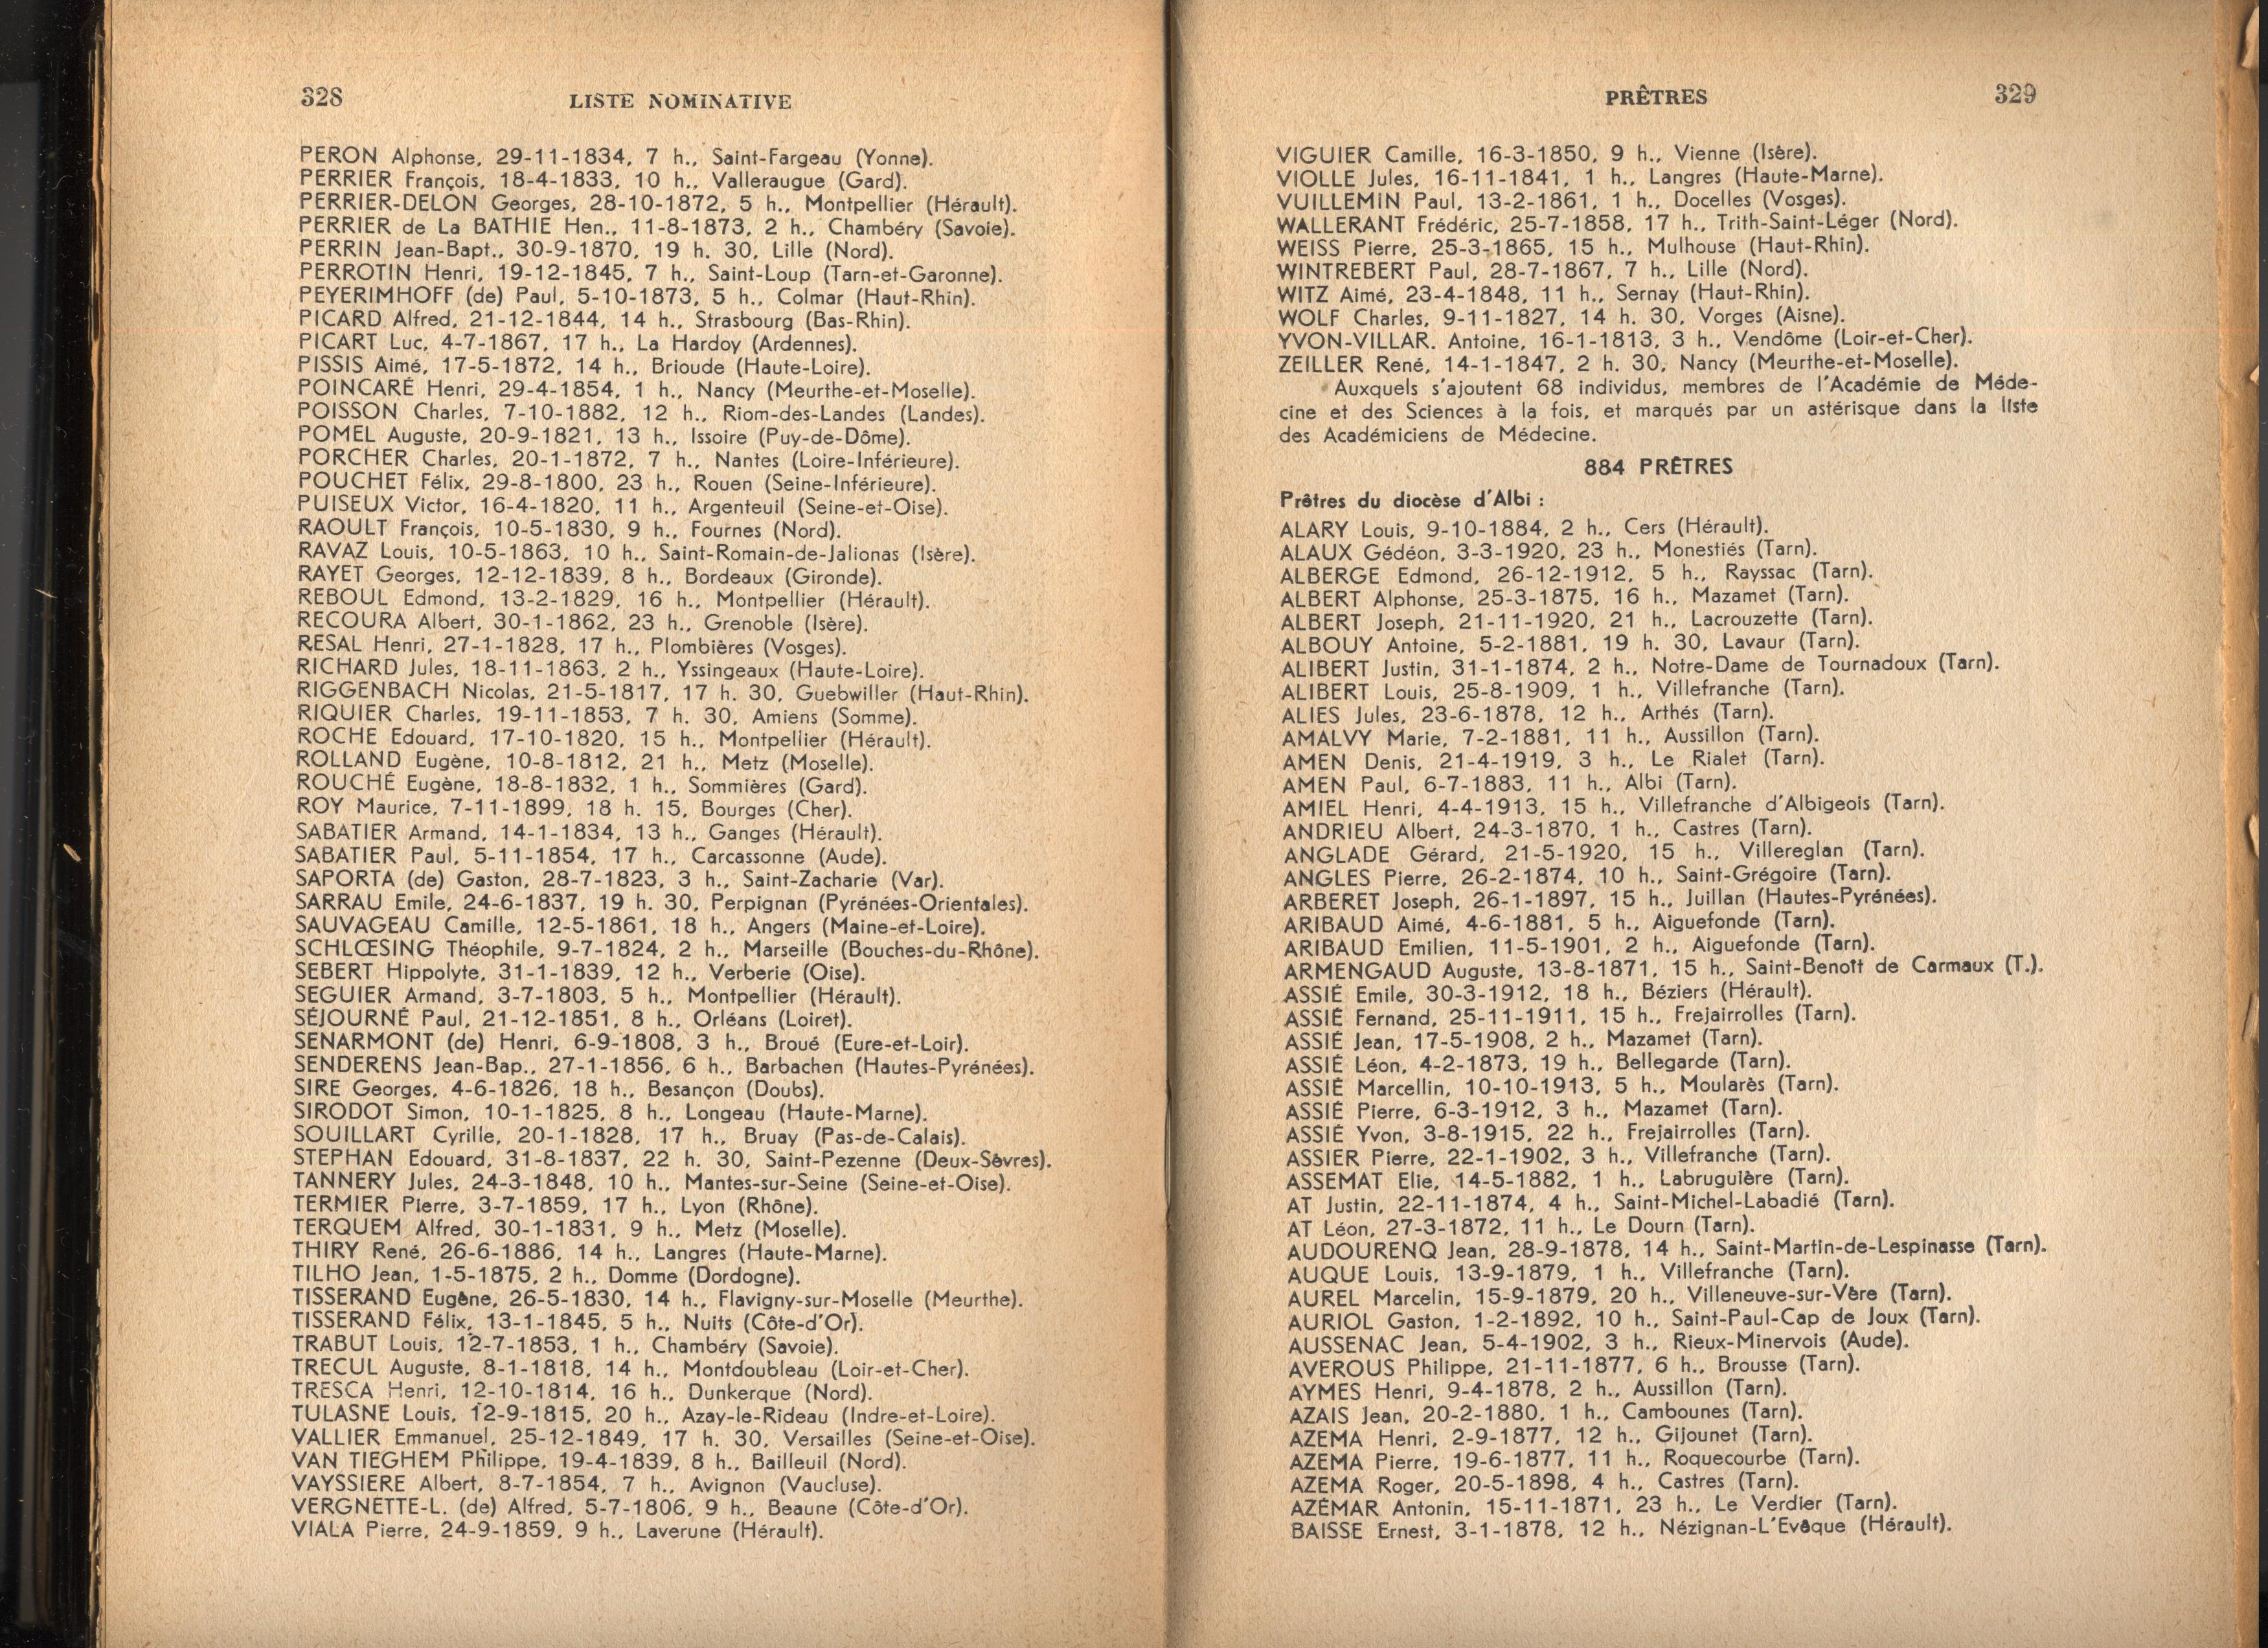 328
LISTE NOMINATIVE
PERON Alphonse, 29-11-1834, 7 h., Saint-Fargeau (Yonne).
PERRIER François, 18-4-1833, 10 h., Valleraugue (Gard).
PERRIER-DELON Georges, 28-10-1872, 5 h., Montpellier (Hérault).
PERRIER de La BATHIE Hen., 11-8-1873, 2 h., Chambéry (Savoie).
PERRIN Jean-Bapt., 30-9-1870, 19 h. 30, Lille (Nord).
PERROTIN Henri, 19-12-1845, 7 h., Saint-Loup (Tarn-et-Garonne).
PEYERIMHOFF (de) Paul, 5-10-1873, 5 h., Colmar (Haut-Rhin).
PICARD Alfred, 21-12-1844, 14 h., Strasbourg (Bas-Rhin).
PICART Luc, 4-7-1867, 17 h., La Hardoy (Ardennes).
PISSIS Aimé, 17-5-1872, 14 h., Brioude (Haute-Loire).
POINCARÉ Henri, 29-4-1854, 1 h., Nancy (Meurthe-et-Moselle).
POISSON Charles, 7-10-1882, 12 h., Riom-des-Landes (Landes).
POMEL Auguste, 20-9-1821, 13 h., Issoire (Puy-de-Dôme).
PORCHER Charles, 20-1-1872, 7 h., Nantes (Loire-Inférieure).
POUCHET Félix, 29-8-1800, 23 h., Rouen (Seine-Inférieure).
PUISEUX Victor, 16-4-1820, 11 h., Argenteuil (Seine-et-Oise).
RAOULT François, 10-5-1830, 9 h., Fournes (Nord).
RAVAZ Louis, 10-5-1863, 10 h., Saint-Romain-de-Jalionas (Isère).
RAYET Georges, 12-12-1839, 8 h., Bordeaux (Gironde).
REBOUL Edmond, 13-2-1829, 16 h., Montpellier (Hérault).
RECOURA Albert, 30-1-1862, 23 h., Grenoble (Isère).
RESAL Henri, 27-1-1828, 17 h., Plombières (Vosges).
RICHARD Jules, 18-11-1863, 2 h., Yssingeaux (Haute-Loire).
RIGGENBACH Nicolas, 21-5-1817, 17 h. 30, Guebwiller (Haut-Rhin).
RIQUIER Charles, 19-11-1853, 7 h. 30, Amiens (Somme).
ROCHE Edouard, 17-10-1820, 15 h., Montpellier (Hérault).
ROLLAND Eugène, 10-8-1812, 21 h., Metz (Moselle).
ROUCHÉ Eugène, 18-8-1832, 1 h., Sommières (Gard).
ROY Maurice, 7-11-1899, 18 h. 15, Bourges (Cher).
SABATIER Armand, 14-1-1834, 13 h., Ganges (Hérault).
SABATIER Paul, 5-11-1854, 17 h., Carcassonne (Aude).
SAPORTA (de) Gaston, 28-7-1823, 3 h., Saint-Zacharie (Var).
SARRAU Emile, 24-6-1837, 19 h. 30, Perpignan (Pyrénées-Orientales).
SAUVAGEAU Camille, 12-5-1861, 18 h., Angers (Maine-et-Loire).
SCHLŒSING Théophile, 9-7-1824, 2 h., Marseille (Bouches-du-Rhône).
SEBERT Hippolyte, 31-1-1839, 12 h., Verberie (Oise).
SEGUIER Armand, 3-7-1803, 5 h., Montpellier (Hérault).
SÉJOURNÉ Paul, 21-12-1851, 8 h., Orléans (Loiret).
SENARMONT (de) Henri, 6-9-1808, 3 h., Broué (Eure-et-Loir).
SENDERENS Jean-Bap., 27-1-1856, 6 h., Barbachen (Hautes-Pyrénées).
SIRE Georges, 4-6-1826, 18 h., Besançon (Doubs).
SIRODOT Simon, 10-1-1825, 8 h., Longeau (Haute-Marne).
SOUILLART Cyrille, 20-1-1828, 17 h., Bruay (Pas-de-Calais).
STEPHAN Edouard, 31-8-1837, 22 h. 30, Saint-Pezenne (Deux-Sèvres).
TANNERY Jules, 24-3-1848, 10 h., Mantes-sur-Seine (Seine-et-Oise).
TERMIER Pierre, 3-7-1859, 17 h., Lyon (Rhône).
TERQUEM Alfred, 30-1-1831, 9 h., Metz (Moselle).
THIRY René, 26-6-1886, 14 h., Langres (Haute-Marne).
TILHO Jean, 1-5-1875, 2 h., Domme (Dordogne).
TISSERAND Eugène, 26-5-1830, 14 h., Flavigny-sur-Moselle (Meurthe).
TISSERAND Félix, 13-1-1845, 5 h., Nuits (Côte-d'Or).
TRABUT Louis, 12-7-1853, 1 h., Chambéry (Savoie).
TRECUL Auguste, 8-1-1818, 14 h., Montdoubleau (Loir-et-Cher).
TRESCA Henri, 12-10-1814, 16 h., Dunkerque (Nord).
TULASNE Louis, 12-9-1815, 20 h., Azay-le-Rideau (Indre-et-Loire).
VALLIER Emmanuel, 25-12-1849, 17 h. 30, Versailles (Seine-et-Oise).
VAN TIEGHEM Philippe, 19-4-1839, 8 h., Bailleuil (Nord).
VAYSSIERE Albert, 8-7-1854, 7 h., Avignon (Vaucluse).
VERGNETTE-L. (de) Alfred, 5-7-1806, 9 h., Beaune (Côte-d'Or).
VIALA Pierre, 24-9-1859, 9 h., Laverune (Hérault).
PRÊTRES
329
VIGUIER Camille, 16-3-1850, 9 h., Vienne (Isère).
VIOLLE Jules, 16-11-1841, 1 h., Langres (Haute-Marne).
VUILLEMIN Paul, 13-2-1861, 1 h., Docelles (Vosges).
WALLERANT Frédéric, 25-7-1858, 17 h., Trith-Saint-Léger (Nord).
WEISS Pierre, 25-3-1865, 15 h., Mulhouse (Haut-Rhin).
WINTREBERT Paul, 28-7-1867, 7 h., Lille (Nord).
WITZ Aimé, 23-4-1848, 11 h., Sernay (Haut-Rhin).
WOLF Charles, 9-11-1827, 14 h. 30, Vorges (Aisne).
YVON-VILLAR. Antoine, 16-1-1813, 3 h., Vendôme (Loir-et-Cher).
ZEILLER René, 14-1-1847, 2 h. 30, Nancy (Meurthe-et-Moselle).
Auxquels s'ajoutent 68 individus, membres de l'Académie de Méde-
cine et des Sciences à la fois, et marqués par un astérisque dans la liste
des Académiciens de Médecine.
884 PRÊTRES
Prêtres du diocèse d'Albi :
ALARY Louis, 9-10-1884, 2 h., Cers (Hérault).
ALAUX Gédéon, 3-3-1920, 23 h., Monestiés (Tarn).
ALBERGE Edmond, 26-12-1912, 5 h., Rayssac (Tarn).
ALBERT Alphonse, 25-3-1875, 16 h., Mazamet (Tarn).
ALBERT Joseph, 21-11-1920, 21 h., Lacrouzette (Tarn).
ALBOUY Antoine, 5-2-1881, 19 h. 30, Lavaur (Tarn).
ALIBERT Justin, 31-1-1874, 2 h., Notre-Dame de Tournadoux (Tarn).
ALIBERT Louis, 25-8-1909, 1 h., Villefranche (Tarn).
ALIES Jules, 23-6-1878, 12 h., Arthés (Tarn).
AMALVY Marie, 7-2-1881, 11 h., Aussillon (Tarn).
AMEN Denis, 21-4-1919, 3 h., Le Rialet (Tarn).
AMEN Paul, 6-7-1883, 11 h., Albi (Tarn).
AMIEL Henri, 4-4-1913, 15 h., Villefranche d'Albigeois (Tarn).
ANDRIEU Albert, 24-3-1870, 1 h., Castres (Tarn).
ANGLADE Gérard, 21-5-1920, 15 h., Villereglan (Tarn).
ANGLES Pierre, 26-2-1874, 10 h., Saint-Grégoire (Tarn).
ARBERET Joseph, 26-1-1897, 15 h., Juillan (Hautes-Pyrénées).
ARIBAUD Aimé, 4-6-1881, 5 h., Aiguefonde (Tarn).
ARIBAUD Emilien, 11-5-1901, 2 h., Aiguefonde (Tarn).
ARMENGAUD Auguste, 13-8-1871, 15 h., Saint-Benoît de Carmaux (T.).
ASSIÉ Emile, 30-3-1912, 18 h., Béziers (Hérault).
ASSIÉ Fernand, 25-11-1911, 15 h., Frejairrolles (Tarn).
ASSIÉ Jean, 17-5-1908, 2 h., Mazamet (Tarn).
ASSIÉ Léon, 4-2-1873, 19 h., Bellegarde (Tarn).
ASSIÉ Marcellin, 10-10-1913, 5 h., Moularès (Tarn).
ASSIÉ Pierre, 6-3-1912, 3 h., Mazamet (Tarn).
ASSIÉ Yvon, 3-8-1915, 22 h., Frejairrolles (Tarn).
ASSIER Pierre, 22-1-1902, 3 h., Villefranche (Tarn).
ASSEMAT Elie, 14-5-1882, 1 h., Labruguière (Tarn).
AT Justin, 22-11-1874, 4 h., Saint-Michel-Labadié (Tarn).
AT Léon, 27-3-1872, 11 h., Le Dourn (Tarn).
AUDOURENQ Jean, 28-9-1878, 14 h., Saint-Martin-de-Lespinasse (Tarn).
AUQUE Louis, 13-9-1879, 1 h., Villefranche (Tarn).
AUREL Marcelin, 15-9-1879, 20 h., Villeneuve-sur-Vère (Tarn).
AURIOL Gaston, 1-2-1892, 10 h., Saint-Paul-Cap de Joux (Tarn).
AUSSENAC Jean, 5-4-1902, 3 h., Rieux-Minervois (Aude).
AVEROUS Philippe, 21-11-1877, 6 h., Brousse (Tarn).
AYMES Henri, 9-4-1878, 2 h., Aussillon (Tarn).
AZAIS Jean, 20-2-1880, 1 h., Cambounes (Tarn).
AZEMA Henri, 2-9-1877, 12 h., Gijounet (Tarn).
AZEMA Pierre, 19-6-1877, 11 h., Roquecourbe (Tarn).
AZEMA Roger, 20-5-1898, 4 h., Castres (Tarn).
AZÉMAR Antonin, 15-11-1871, 23 h., Le Verdier (Tarn).
BAISSE Ernest, 3-1-1878, 12 h., Nézignan-L'Evêque (Hérault).